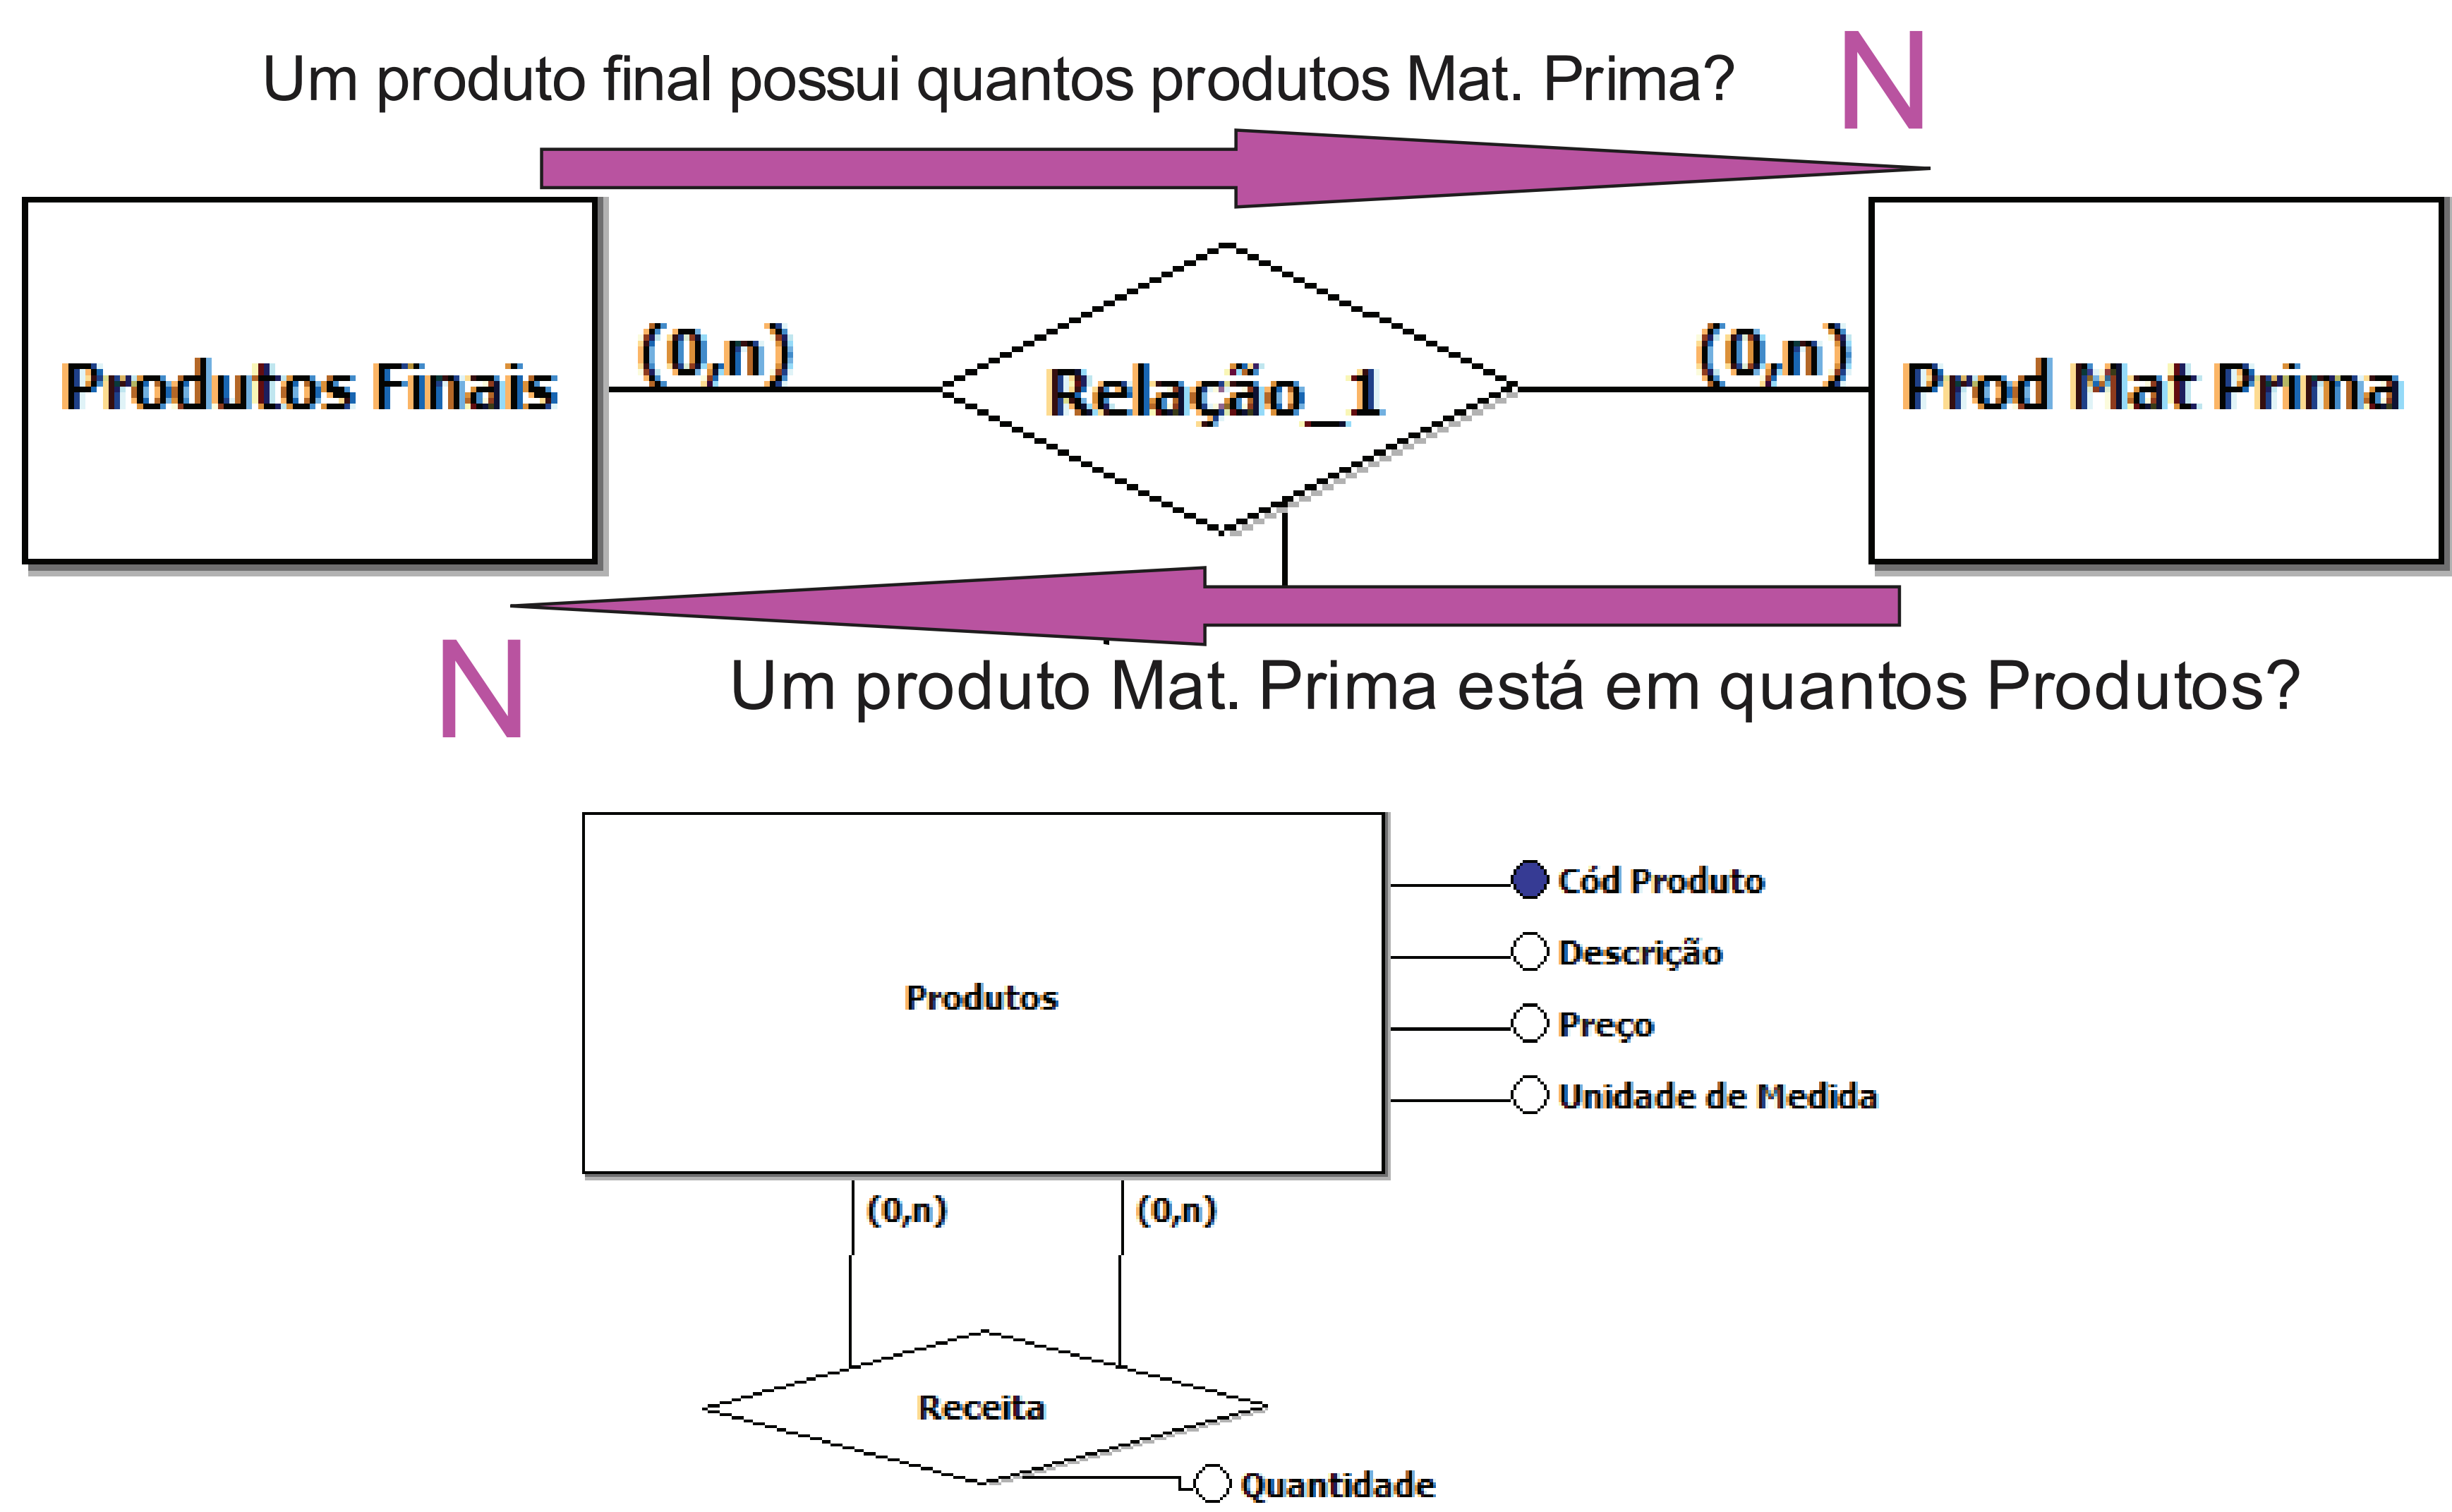 Um produto final possui quantos produtos Mat. Prima? N
(0,n) (0,n)
Produtos Finais Relação_1 Prod Mat Prima
N Um produto Mat. Prima está em quantos Produtos?
Cód Produto
Descrição
Produtos
Preço
Unidade de Medida
(0,n) (0,n)
Receita
Quantidade